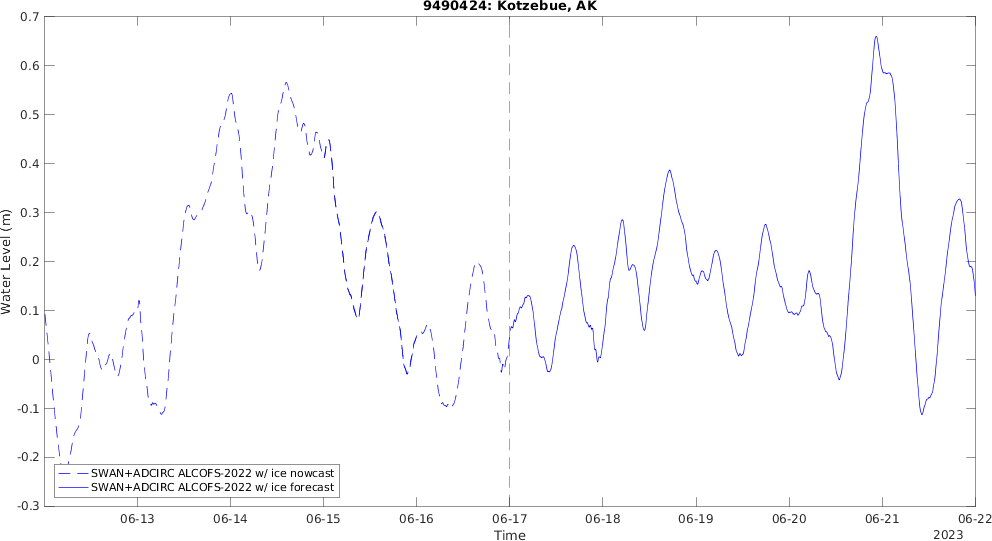 9490424: Kotzebue, AK
Water Level (m)
0.7
0.6
0.5
0.4
0.3
0.2
0.1
0
-0.1
-0.2
-0.3
SWAN+ADCIRC ALCOFS-2022 w/ ice nowcast
SWAN+ADCIRC ALCOFS-2022 w/ ice forecast
06-13 06-14 06-15 06-16 06-17 06-18 06-19 06-20 06-21 06-22
Time
2023